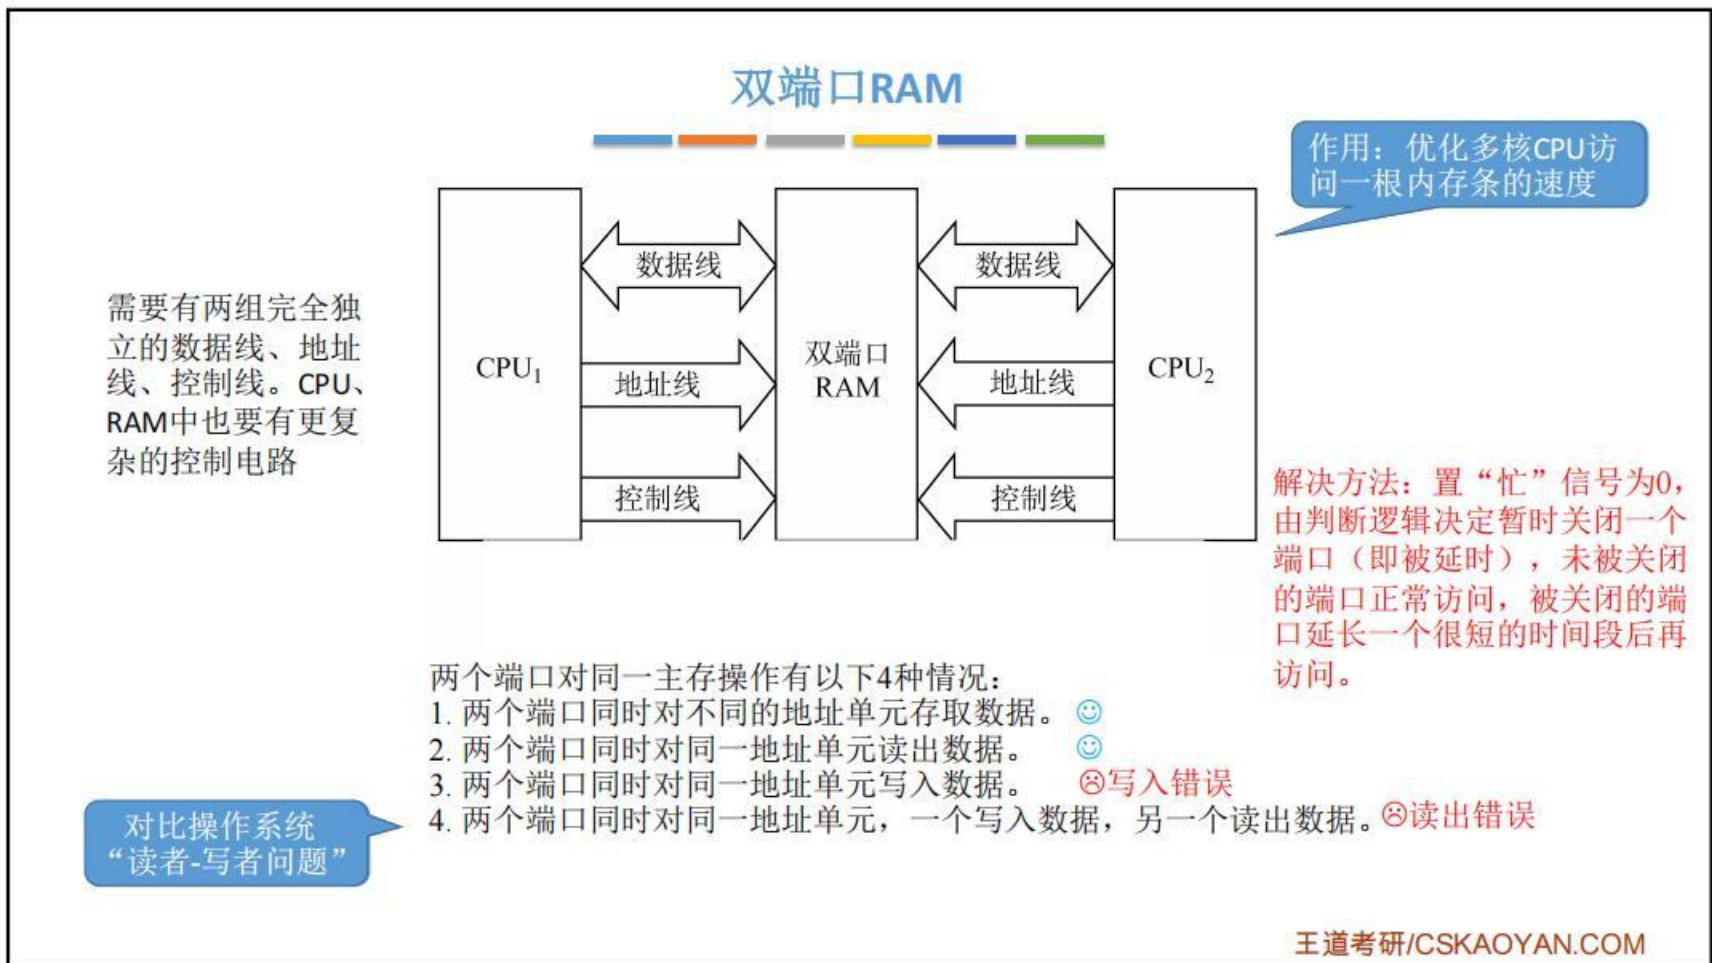 双端口RAM
作用：优化多核CPU访
问一根内存条的速度
需要有两组完全独
立的数据线、地址
线、控制线。CPU、
RAM中也要有更复
杂的控制电路
CPU₁
数据线
地址线
控制线
双端口
RAM
数据线
地址线
控制线
CPU₂
解决方法：置“忙”信号为0，
由判断逻辑决定暂时关闭一个
端口（即被延时），未被关闭
的端口正常访问，被关闭的端
口延长一个很短的时间段后再
访问。
两个端口对同一主存操作有以下4种情况：
1. 两个端口同时对不同的地址单元存取数据。
2. 两个端口同时对同一地址单元读出数据。
3. 两个端口同时对同一地址单元写入数据。 写入错误
4. 两个端口同时对同一地址单元，一个写入数据，另一个读出数据。 读出错误
对比操作系统
“读者-写者问题”
王道考研/CSKAOYAN.COM